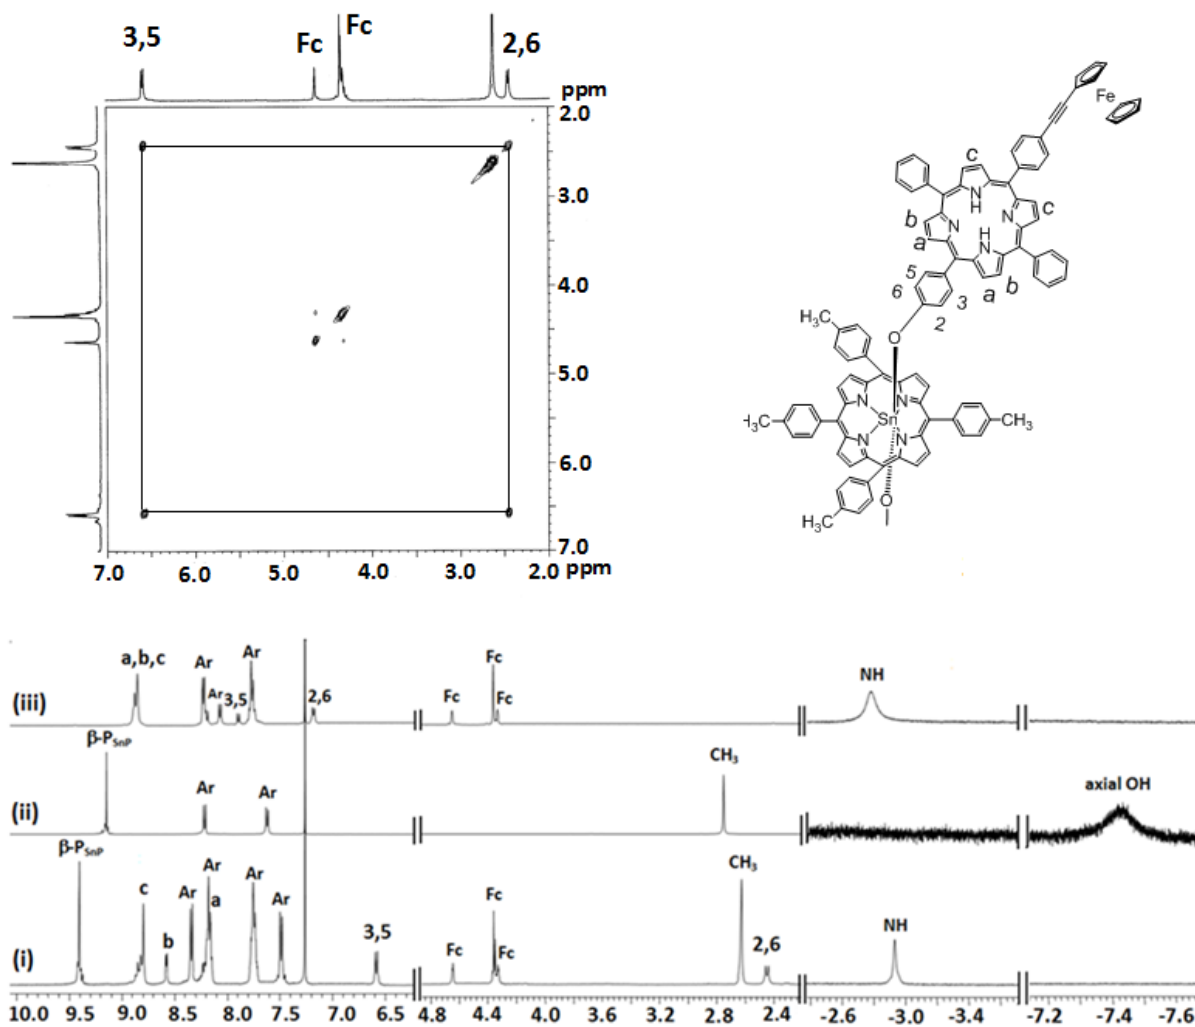 3,5
Fc
Fc
2,6
ppm
2.0
3.0
4.0
5.0
6.0
7.0
7.0 6.0 5.0 4.0 3.0 2.0 ppm
Fe
c
N
H
N
c
b
N
H
N
a
5
a
b
6
3
2
H3C
O
N
N
H3C
Sn
CH3
N
N
O
H3C
(iii)
a,b,c
Ar
Ar
3,5
Ar
2,6
Fc
Fc
Fc
NH
(ii)
β-PSnP
Ar
Ar
CH3
axial OH
(i)
β-PSnP
c
b
Ar
Ar
a
Ar
Ar
3,5
Fc
Fc
Fc
CH3
2,6
NH
10.0 9.5 9.0 8.5 8.0 7.5 7.0 6.5 4.8 4.4 4.0 3.6 3.2 2.8 2.4 -2.6 -3.0 -3.4 -7.2 -7.6